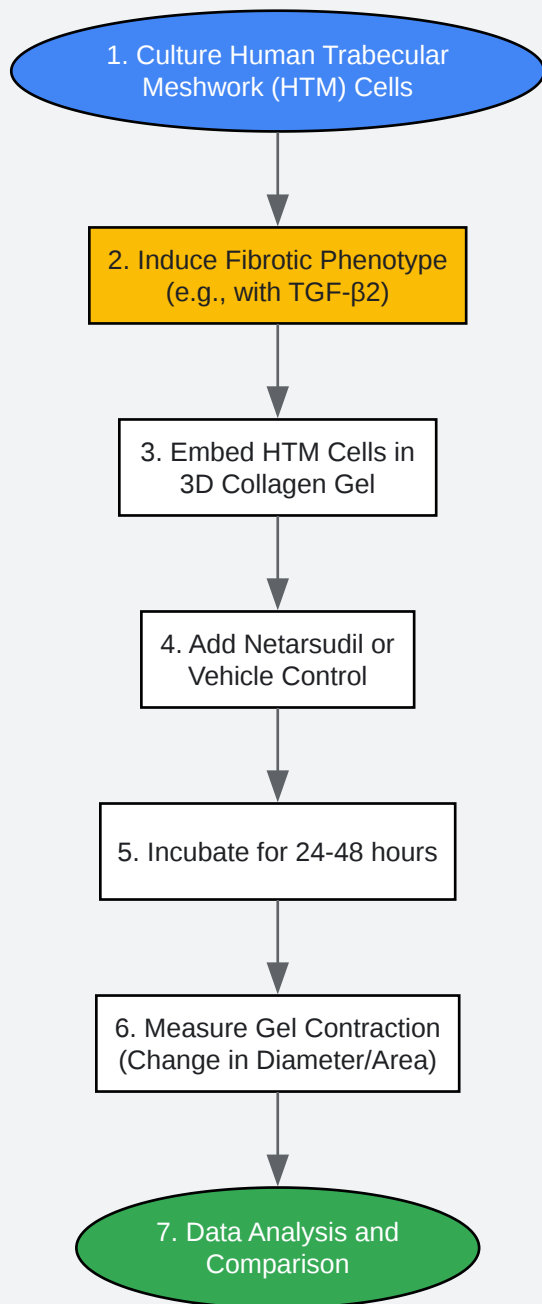 1. Culture Human Trabecular
Meshwork (HTM) Cells
2. Induce Fibrotic Phenotype
(e.g., with TGF-β2)
3. Embed HTM Cells in
3D Collagen Gel
4. Add Netarsudil or
Vehicle Control
5. Incubate for 24-48 hours
6. Measure Gel Contraction
(Change in Diameter/Area)
7. Data Analysis and
Comparison